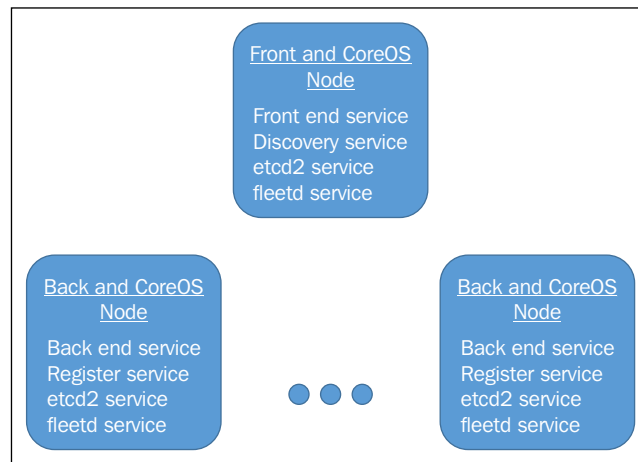 Front and CoreOS
Node
Front end service
Discovery service
etcd2 service
fleetd service
Back and CoreOS
Node
Back end service
Register service
etcd2 service
fleetd service
Back and CoreOS
Node
Back end service
Register service
etcd2 service
fleetd service